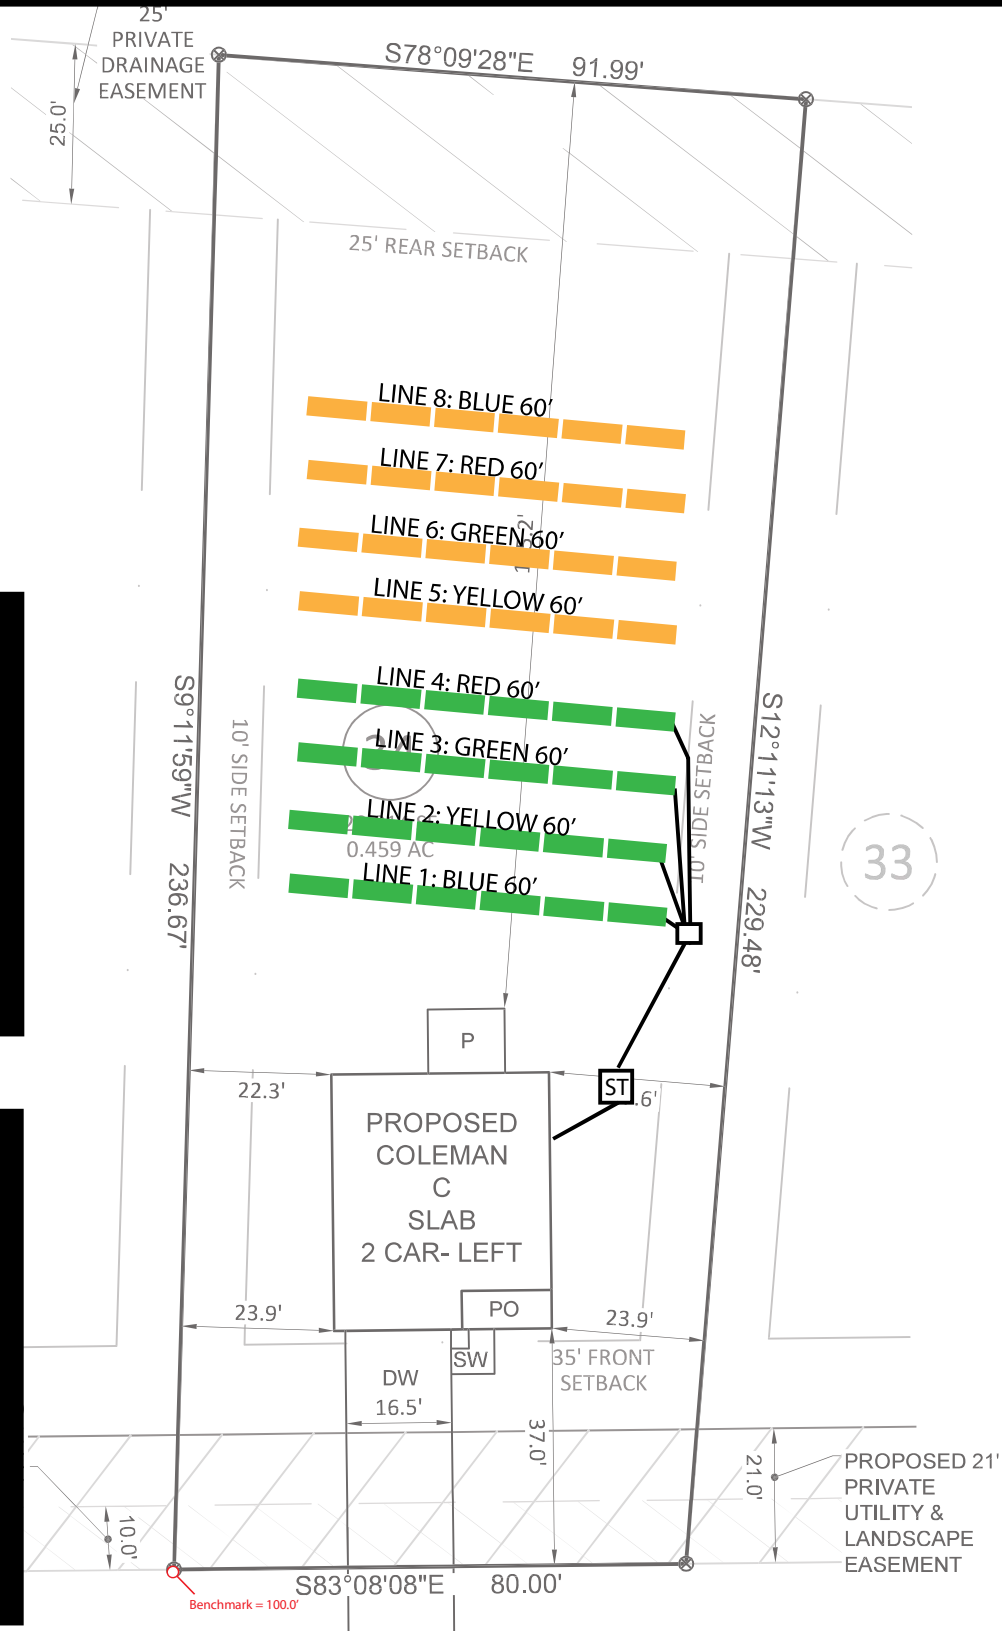 25'
PRIVATE
DRAINAGE
EASEMENT
25.0'
S78°09'28"E 91.99'
25' REAR SETBACK
LINE 8: BLUE 60'
LINE 7: RED 60'
LINE 6: GREEN 60'
LINE 5: YELLOW 60'
LINE 4: RED 60'
LINE 3: GREEN 60'
LINE 2: YELLOW 60'
0.459 AC
LINE 1: BLUE 60'
S9°11'59"W 236.67'
10' SIDE SETBACK
10' SIDE SETBACK
S12°11'13"W 229.48'
33
P
ST
22.3'
.6'
PROPOSED
COLEMAN
C
SLAB
2 CAR- LEFT
PO
23.9'
23.9'
SW
DW
16.5'
35' FRONT
SETBACK
37.0'
21.0'
10.0'
PROPOSED 21'
PRIVATE
UTILITY &
LANDSCAPE
EASEMENT
S83°08'08"E 80.00'
Benchmark = 100.0'